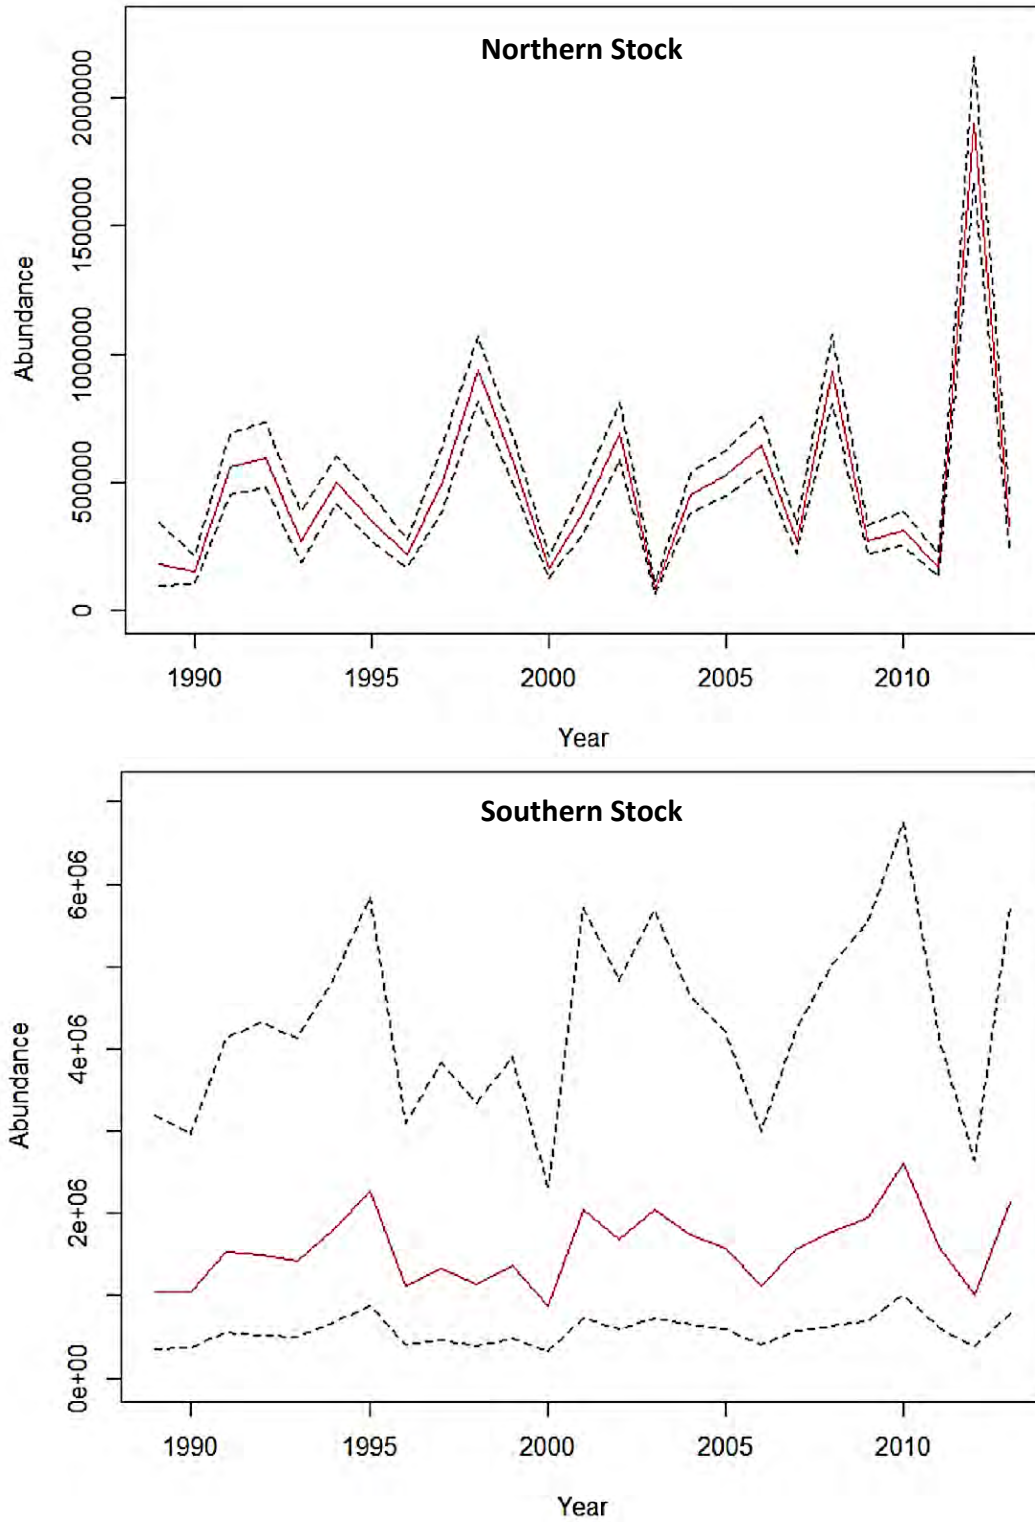 Northern Stock
Abundance
2000000
1500000
1000000
500000
0
1990 1995 2000 2005 2010
Year
Southern Stock
Abundance
6e+06
4e+06
2e+06
0e+00
1990 1995 2000 2005 2010
Year